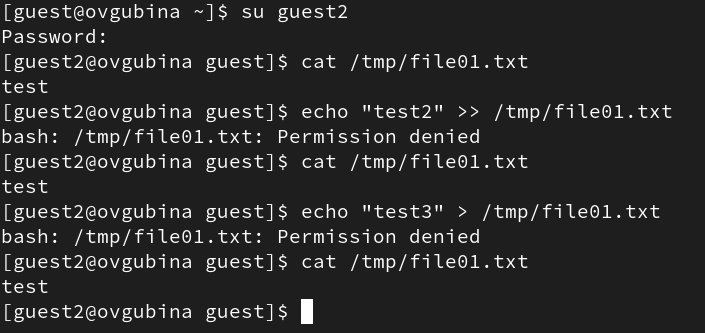 [guest@ovgubina ~]$ su guest2
Password:
[guest2@ovgubina guest]$ cat /tmp/file01.txt
test
[guest2@ovgubina guest]$ echo "test2" >> /tmp/file01.txt
bash: /tmp/file01.txt: Permission denied
[guest2@ovgubina guest]$ cat /tmp/file01.txt
test
[guest2@ovgubina guest]$ echo "test3" > /tmp/file01.txt
bash: /tmp/file01.txt: Permission denied
[guest2@ovgubina guest]$ cat /tmp/file01.txt
test
[guest2@ovgubina guest]$